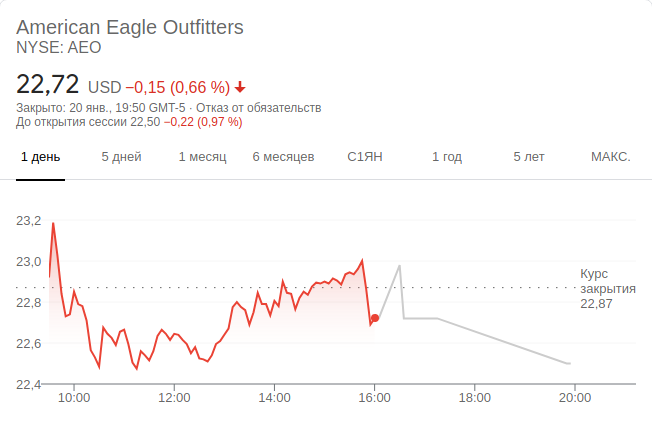 American Eagle Outfitters
NYSE: AEO
22,72 USD −0,15 (0,66 %)
Закрыто: 20 янв., 19:50 GMT-5 · Отказ от обязательств
До открытия сессии 22,50 −0,22 (0,97 %)
1 день 5 дней 1 месяц 6 месяцев С1ЯН 1 год 5 лет МАКС.
23,2
23,0
Курс
закрытия
22,87
22,8
22,6
22,4
10:00 12:00 14:00 16:00 18:00 20:00